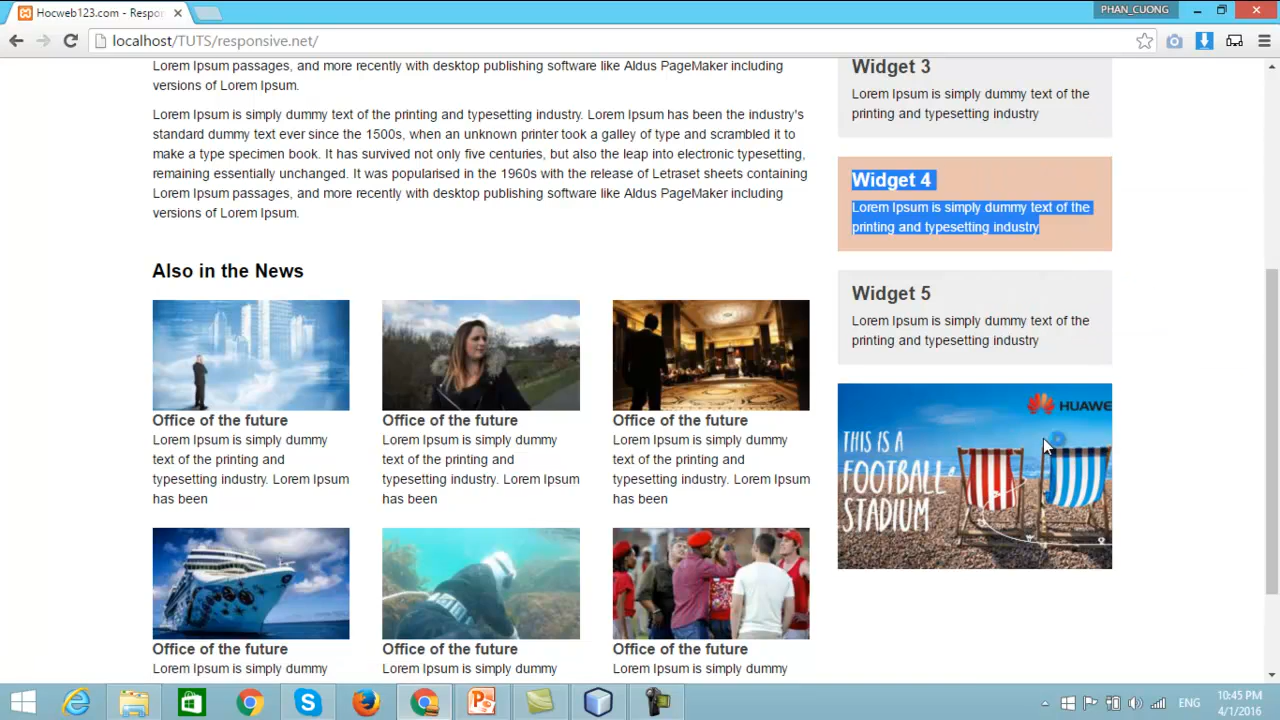 PHAN_CUONG
Hocweb123.com - Respon
localhost/TUTS/responsive.net/
Lorem Ipsum passages, and more recently with desktop publishing software like Aldus PageMaker including
versions of Lorem Ipsum.
Lorem Ipsum is simply dummy text of the printing and typesetting industry. Lorem Ipsum has been the industry's
standard dummy text ever since the 1500s, when an unknown printer took a galley of type and scrambled it to
make a type specimen book. It has survived not only five centuries, but also the leap into electronic typesetting,
remaining essentially unchanged. It was popularised in the 1960s with the release of Letraset sheets containing
Lorem Ipsum passages, and more recently with desktop publishing software like Aldus PageMaker including
versions of Lorem Ipsum.
Also in the News
Office of the future
Lorem Ipsum is simply dummy
text of the printing and
typesetting industry. Lorem Ipsum
has been
Office of the future
Lorem Ipsum is simply dummy
text of the printing and
typesetting industry. Lorem Ipsum
has been
Office of the future
Lorem Ipsum is simply dummy
text of the printing and
typesetting industry. Lorem Ipsum
has been
Office of the future
Lorem Ipsum is simply dummy
Office of the future
Lorem Ipsum is simply dummy
Office of the future
Lorem Ipsum is simply dummy
Widget 3
Lorem Ipsum is simply dummy text of the
printing and typesetting industry
Widget 4
Lorem Ipsum is simply dummy text of the
printing and typesetting industry
Widget 5
Lorem Ipsum is simply dummy text of the
printing and typesetting industry
HUAWE
THIS IS A
FOOTBALL
STADIUM
ENG
10:45 PM
4/1/2016